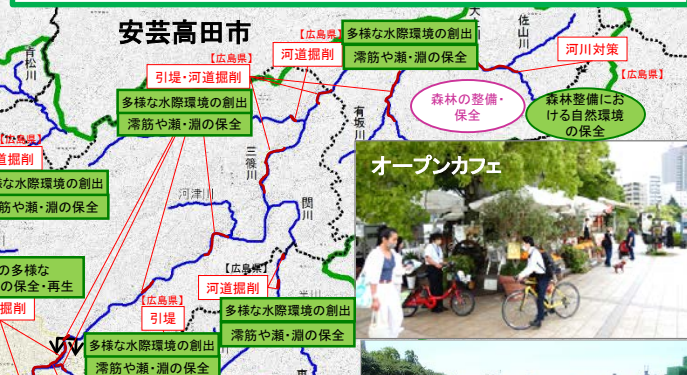 安芸高田市
【広島県】
河道掘削
多様な水際環境の創出
澪筋や瀬・淵の保全
佐山川
河川対策
【広島県】
【広島県】
引堤・河道掘削
多様な水際環境の創出
澪筋や瀬・淵の保全
森林の整備・
保全
森林整備にお
ける自然環境
の保全
有坂川
三篠川
河津川
関川
【広島県】
道掘削
な水際環境の創出
筋や瀬・淵の保全
オープンカフェ
の多様な
の保全・再生
掘削
【広島県】
引堤
【広島県】
河道掘削
多様な水際環境の創出
澪筋や瀬・淵の保全
多様な水際環境の創出
澪筋や瀬・淵の保全